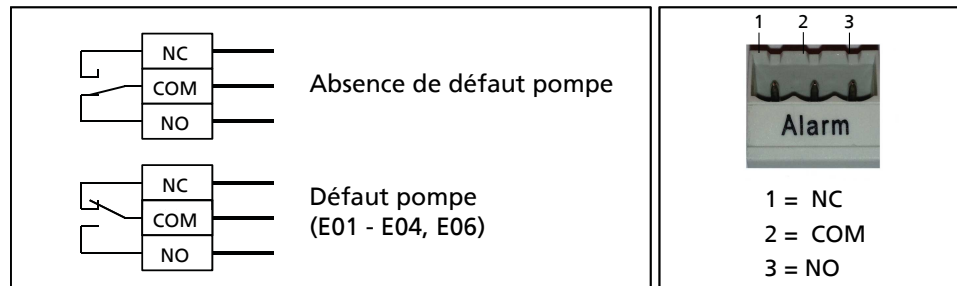 NC
COM
NO
Absence de défaut pompe
NC
COM
NO
Défaut pompe
(E01 - E04, E06)
1 2 3
Alarm
1 = NC
2 = COM
3 = NO